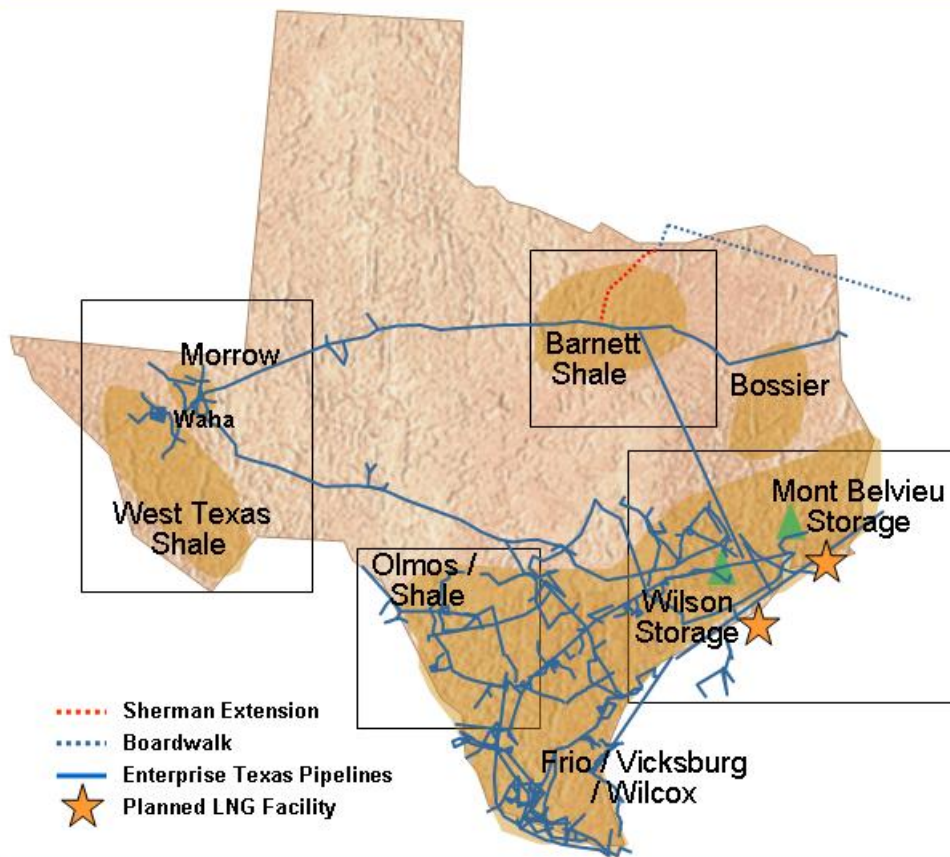 Morrow
Waha
West Texas
Shale
Barnett
Shale
Bossier
Mont Belvieu
Storage
Olmos /
Shale
Wilson
Storage
Frio / Vicksburg
/ Wilcox
Sherman Extension
Boardwalk
Enterprise Texas Pipelines
Planned LNG Facility